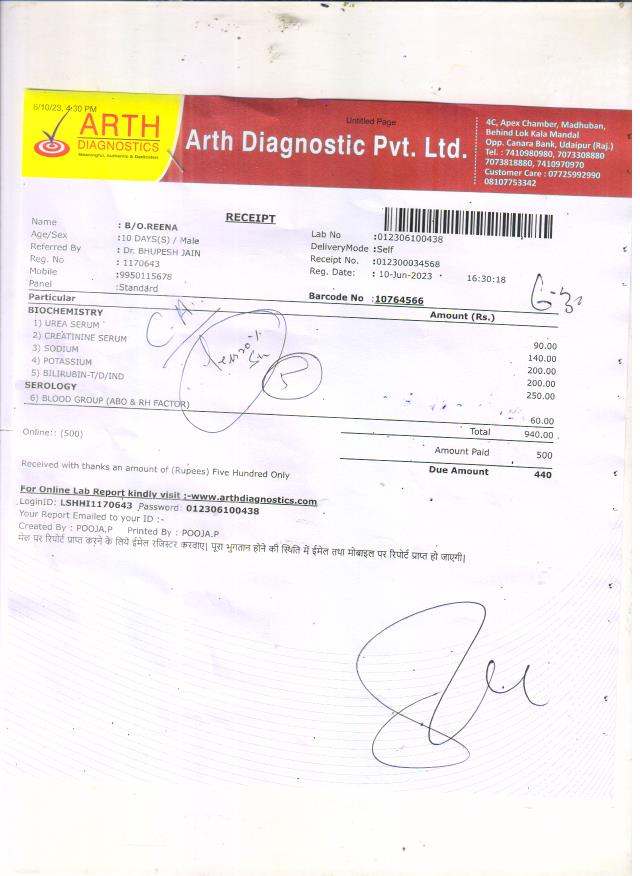 6/10/23, 4:30 PM
Untitled Page
ARTH
DIAGNOSTICS
Meaningful, Authentic & Dedicated
Arth Diagnostic Pvt. Ltd.
4C, Apex Chamber, Madhuban,
Behind Lok Kala Mandal
Opp. Canara Bank, Udaipur (Raj.)
Tel. : 7410980980, 7073308880
7073818880, 7410970970
Customer Care : 07725992990
08107753342
RECEIPT
Name : B/O.REENA
Age/Sex :10 DAYS(S) / Male
Referred By : Dr. BHUPESH JAIN
Reg. No : 1170643
Mobile :9950115678
Panel :Standard
Lab No :012306100438
DeliveryMode :Self
Receipt No. :012300034568
Reg. Date: : 10-Jun-2023 16:30:18
Barcode No :10764566
Particular Amount (Rs.)
BIOCHEMISTRY
1) UREA SERUM 90.00
2) CREATININE SERUM 140.00
3) SODIUM 200.00
4) POTASSIUM 200.00
5) BILIRUBIN-T/D/IND 250.00
SEROLOGY
6) BLOOD GROUP (ABO & RH FACTOR) 60.00
Total 940.00
Online:: (500)
Amount Paid 500
Due Amount 440
Received with thanks an amount of (Rupees) Five Hundred Only
For Online Lab Report kindly visit :-www.arthdiagnostics.com
LoginID: LSHHI1170643 Password: 012306100438
Your Report Emailed to your ID :-
Created By : POOJA.P Printed By : POOJA.P
मेल पर रिपोर्ट प्राप्त करने के लिये ईमेल रजिस्टर करवाए। पूरा भुगतान होने की स्थिति में ईमेल तथा मोबाइल पर रिपोर्ट प्राप्त हो जाएगी।
5